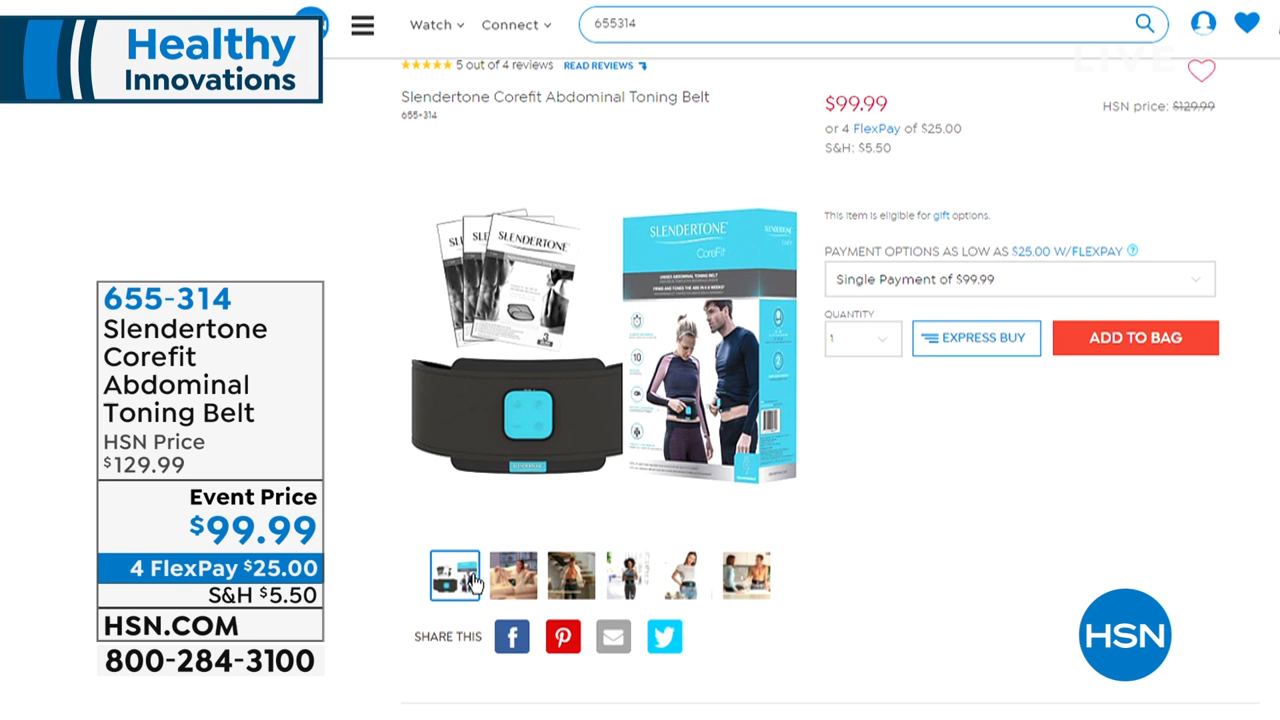 Healthy
Innovations
Watch
Connect
655314
LIVE
5 out of 4 reviews READ REVIEWS
Slendertone Corefit Abdominal Toning Belt
655-314
$99.99
HSN price: $129.99
or 4 FlexPay of $25.00
S&H: $5.50
This item is eligible for gift options.
PAYMENT OPTIONS AS LOW AS $25.00 W/FLEXPAY ?
Single Payment of $99.99
QUANTITY
1
EXPRESS BUY
ADD TO BAG
SLENDERTONE
SLENDERTONE
CoreFit
655-314
Slendertone
Corefit
Abdominal
Toning Belt
HSN Price
$129.99
Event Price
$99.99
4 FlexPay $25.00
S&H $5.50
HSN.COM
800-284-3100
SHARE THIS
HSN